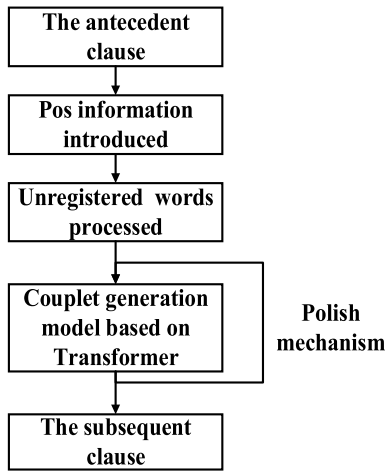 The antecedent
clause
Pos information
introduced
Unregistered words
processed
Couplet generation
model based on
Transformer
Polish
mechanism
The subsequent
clause